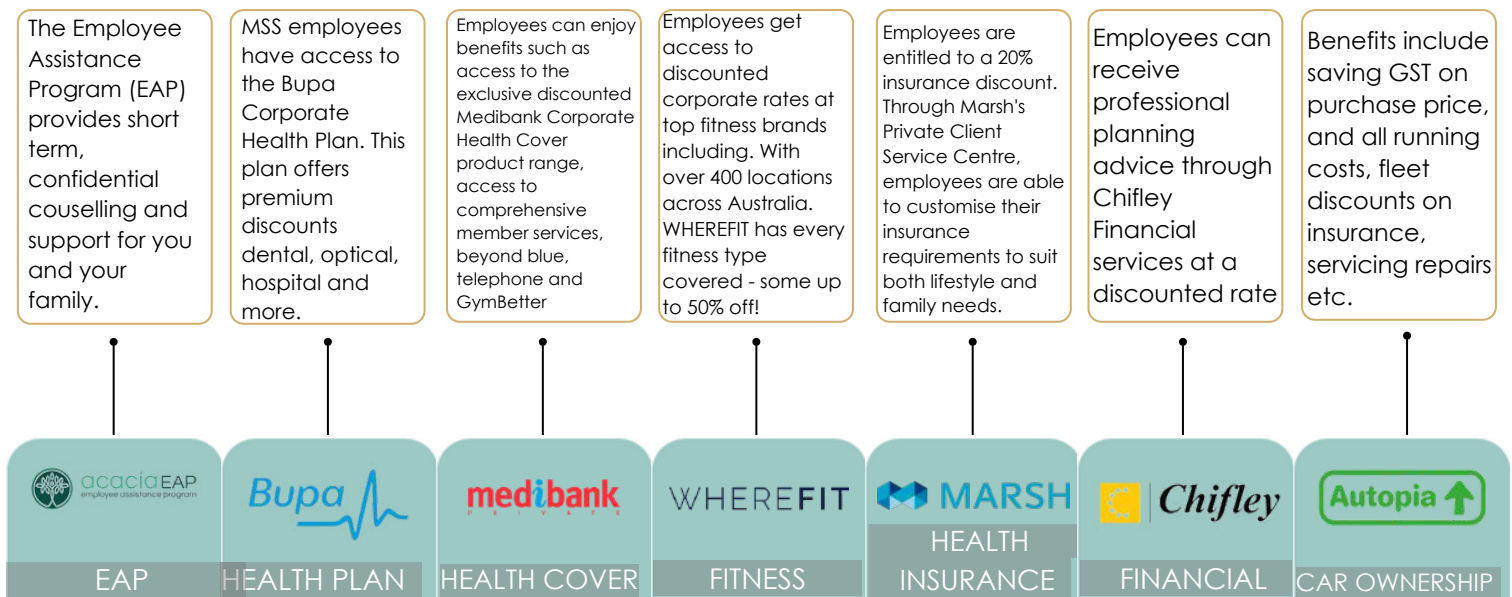 The Employee
Assistance
Program (EAP)
provides short
term,
confidential
couselling and
support for you
and your
family.
MSS employees
have access to
the Bupa
Corporate
Health Plan. This
plan offers
premium
discounts
dental, optical,
hospital and
more.
Employees can enjoy
benefits such as
access to the
exclusive discounted
Medibank Corporate
Health Cover
product range,
access to
comprehensive
member services,
beyond blue,
telephone and
GymBetter
Employees get
access to
discounted
corporate rates at
top fitness brands
including. With
over 400 locations
across Australia.
WHEREFIT has every
fitness type
covered - some up
to 50% off!
Employees are
entitled to a 20%
insurance discount.
Through Marsh's
Private Client
Service Centre,
employees are able
to customise their
insurance
requirements to suit
both lifestyle and
family needs.
Employees can
receive
professional
planning
advice through
Chifley
Financial
services at a
discounted rate
Benefits include
saving GST on
purchase price,
and all running
costs, fleet
discounts on
insurance,
servicing repairs
etc.
acacia EAP
employee assistance program
EAP
Bupa
HEALTH PLAN
medibank
PRIVATE
HEALTH COVER
WHEREFIT
FITNESS
MARSH
HEALTH
INSURANCE
Chifley
FINANCIAL
Autopia
CAR OWNERSHIP